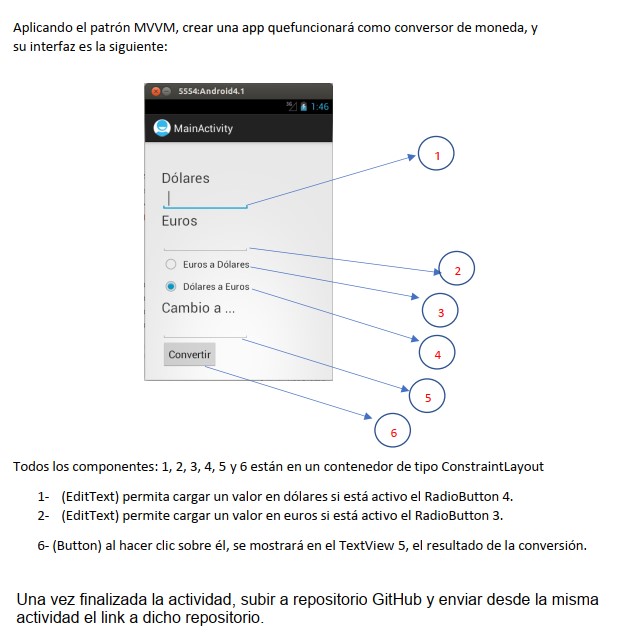 Aplicando el patrón MVVM, crear una app quefuncionará como conversor de moneda, y
su interfaz es la siguiente:
5554:Android4.1
3G 1:46
MainActivity
Dólares
Euros
Euros a Dólares
Dólares a Euros
Cambio a ...
Convertir
1
2
3
4
5
6
Todos los componentes: 1, 2, 3, 4, 5 y 6 están en un contenedor de tipo ConstraintLayout
1- (EditText) permita cargar un valor en dólares si está activo el RadioButton 4.
2- (EditText) permite cargar un valor en euros si está activo el RadioButton 3.
6- (Button) al hacer clic sobre él, se mostrará en el TextView 5, el resultado de la conversión.
Una vez finalizada la actividad, subir a repositorio GitHub y enviar desde la misma
actividad el link a dicho repositorio.